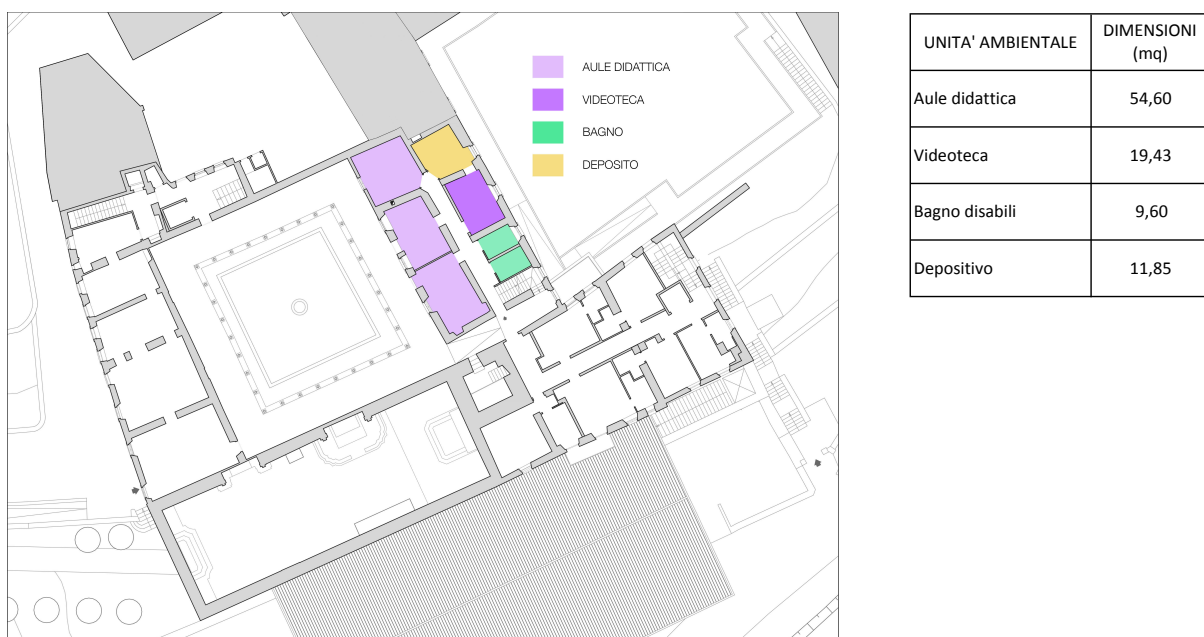 AULE DIDATTICA
VIDEOTECA
BAGNO
DEPOSITO
UNITA' AMBIENTALE DIMENSIONI (mq)
Aule didattica 54,60
Videoteca 19,43
Bagno disabili 9,60
Depositivo 11,85